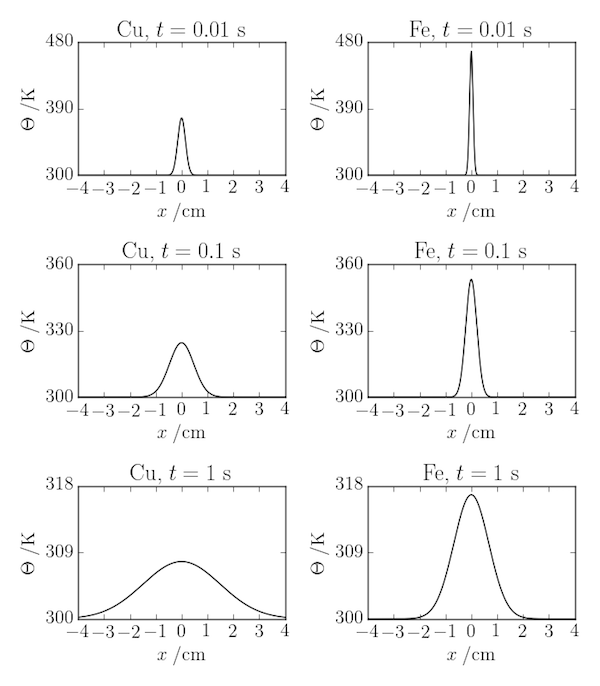 Cu, t = 0.01 s
480
390
300
Θ /K
−4 −3 −2 −1 0 1 2 3 4
x /cm
Fe, t = 0.01 s
480
390
300
Θ /K
−4 −3 −2 −1 0 1 2 3 4
x /cm
Cu, t = 0.1 s
360
330
300
Θ /K
−4 −3 −2 −1 0 1 2 3 4
x /cm
Fe, t = 0.1 s
360
330
300
Θ /K
−4 −3 −2 −1 0 1 2 3 4
x /cm
Cu, t = 1 s
318
309
300
Θ /K
−4 −3 −2 −1 0 1 2 3 4
x /cm
Fe, t = 1 s
318
309
300
Θ /K
−4 −3 −2 −1 0 1 2 3 4
x /cm